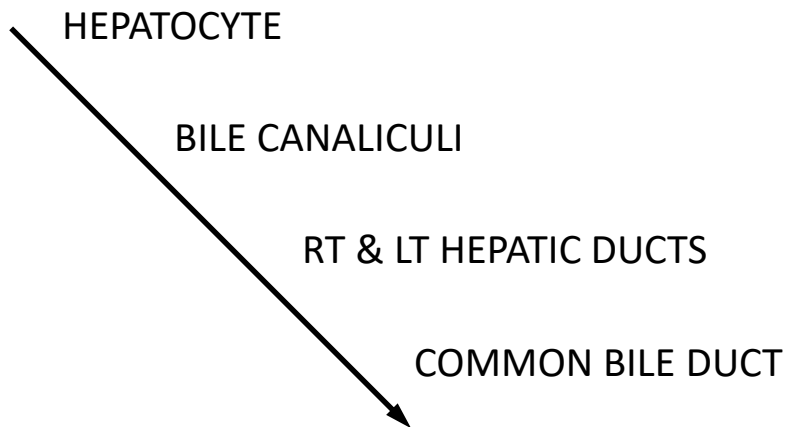 HEPATOCYTE
BILE CANALICULI
RT & LT HEPATIC DUCTS
COMMON BILE DUCT